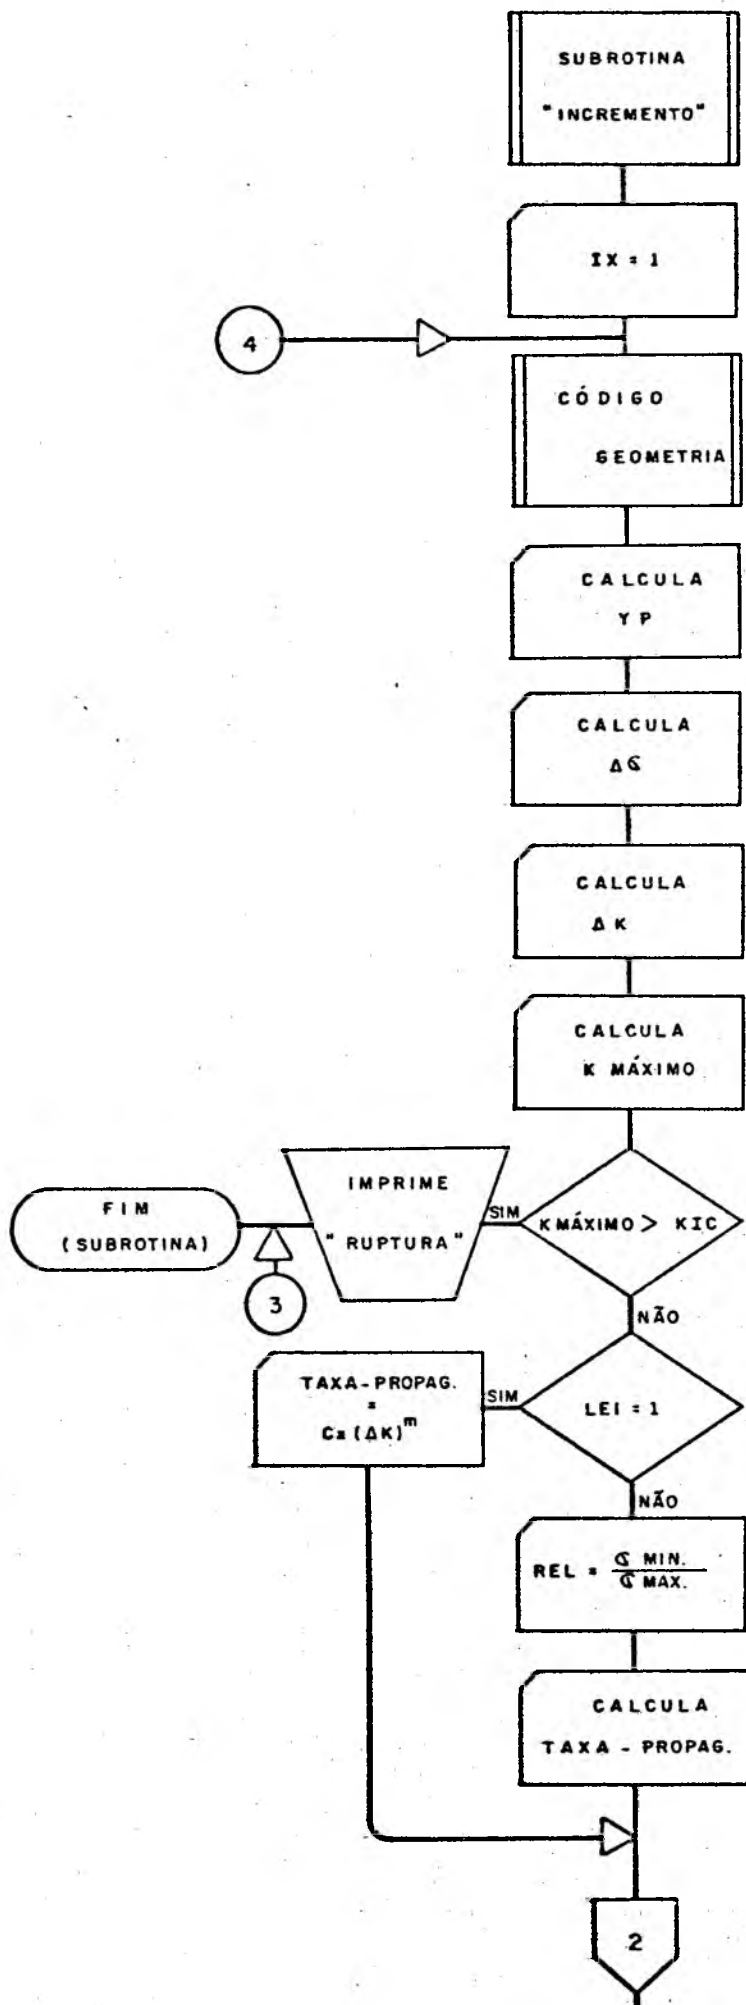 SUBROTINA
"INCREMENTO"
IX = 1
4
CÓDIGO
GEOMETRIA
CALCULA
YP
CALCULA
Δσ
CALCULA
ΔK
CALCULA
K MÁXIMO
KMÁXIMO > KIC
SIM
IMPRIME
"RUPTURA"
FIM
(SUBROTINA)
3
NÃO
LEI = 1
SIM
TAXA-PROPAG.
=
C±(ΔK)^m
NÃO
REL = σ MIN.
σ MAX.
CALCULA
TAXA - PROPAG.
2